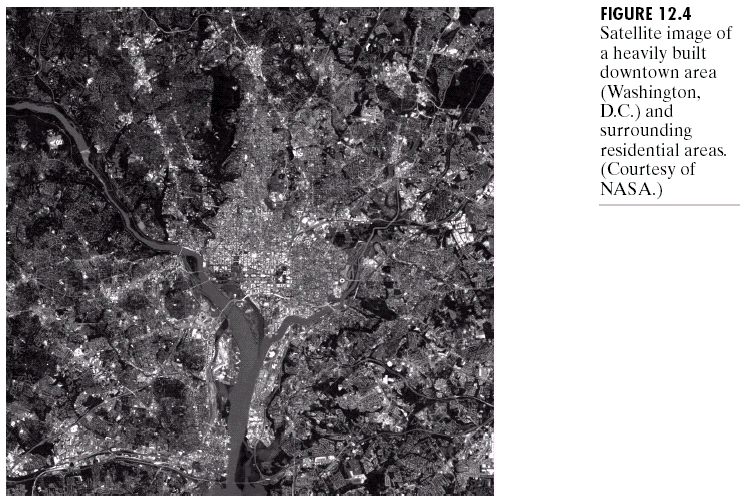 FIGURE 12.4
Satellite image of
a heavily built
downtown area
(Washington,
D.C.) and
surrounding
residential areas.
(Courtesy of
NASA.)